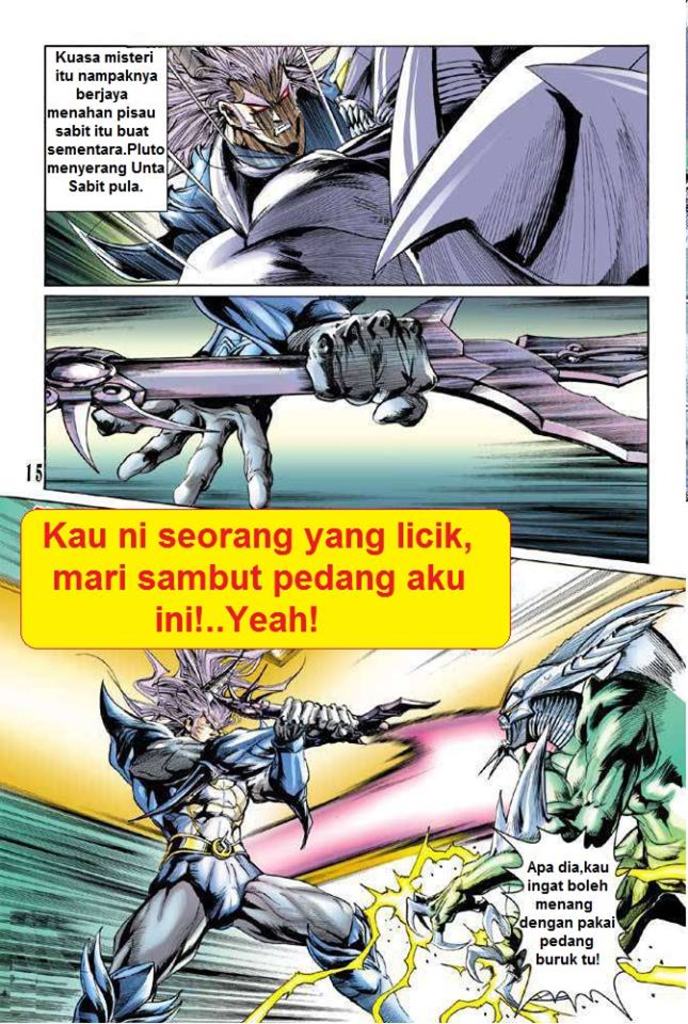 Kuasa misteri
itu nampaknya
berjaya
menahan pisau
sabit itu buat
sementara.Pluto
menyerang Unta
Sabit pula.
15
Kau ni seorang yang licik,
mari sambut pedang aku
ini!..Yeah!
Apa dia,kau
ingat boleh
menang
dengan pakai
pedang
buruk tu!